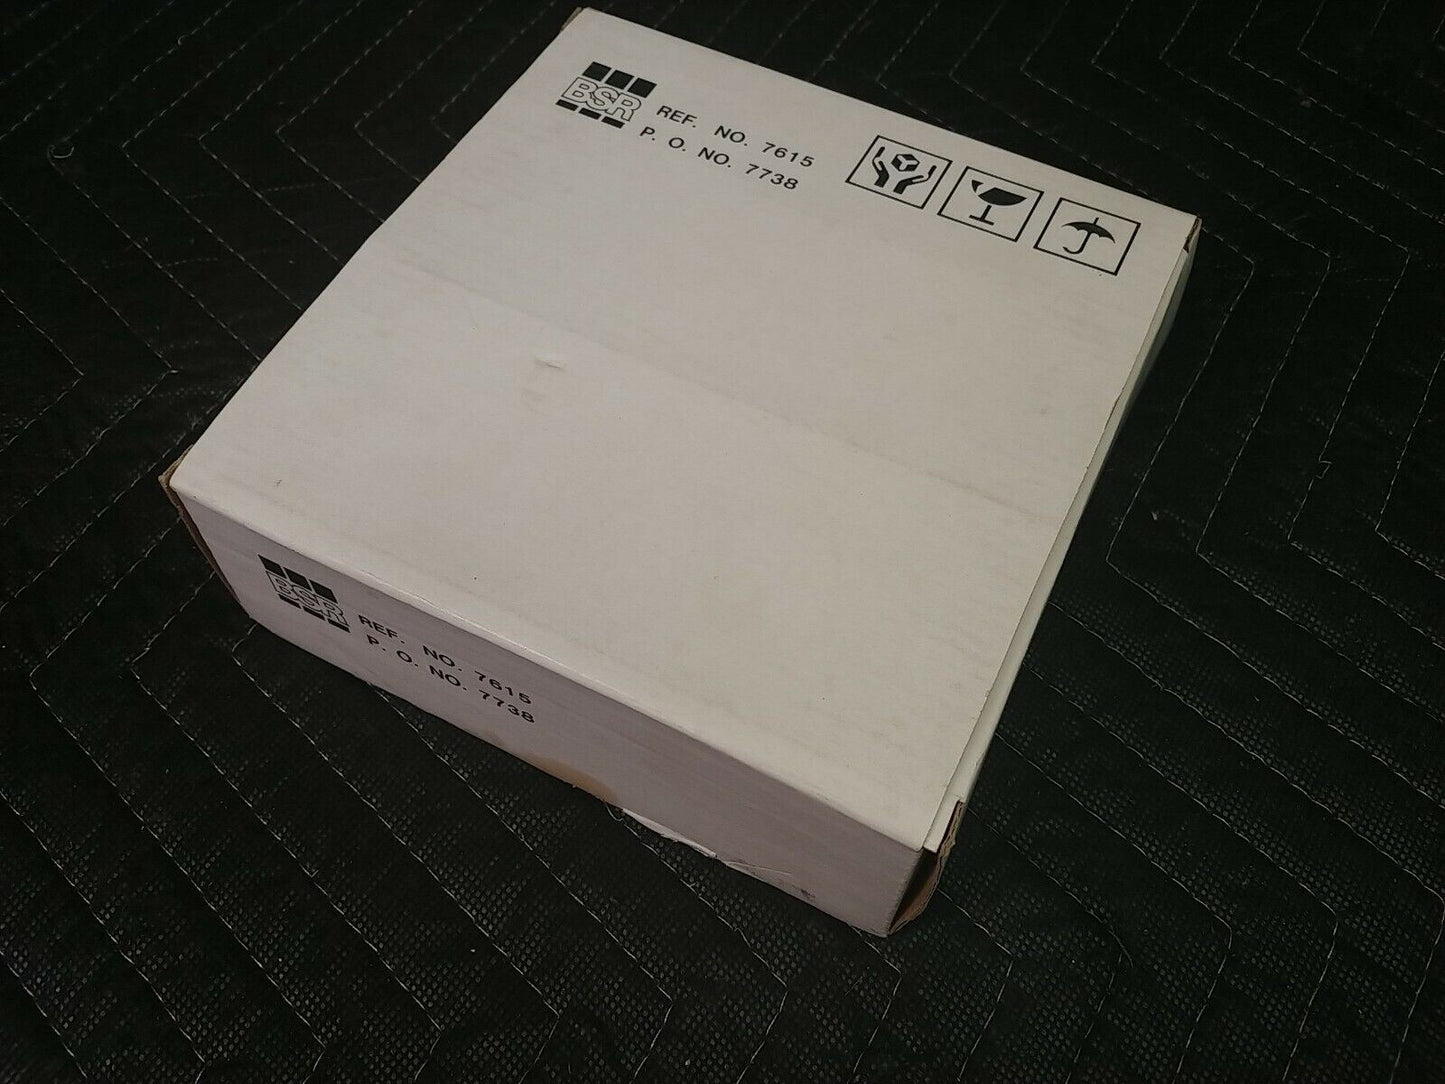 BSR
REF. NO. 7615
P. O. NO. 7738
BSR
REF. NO. 7615
P. O. NO. 7738